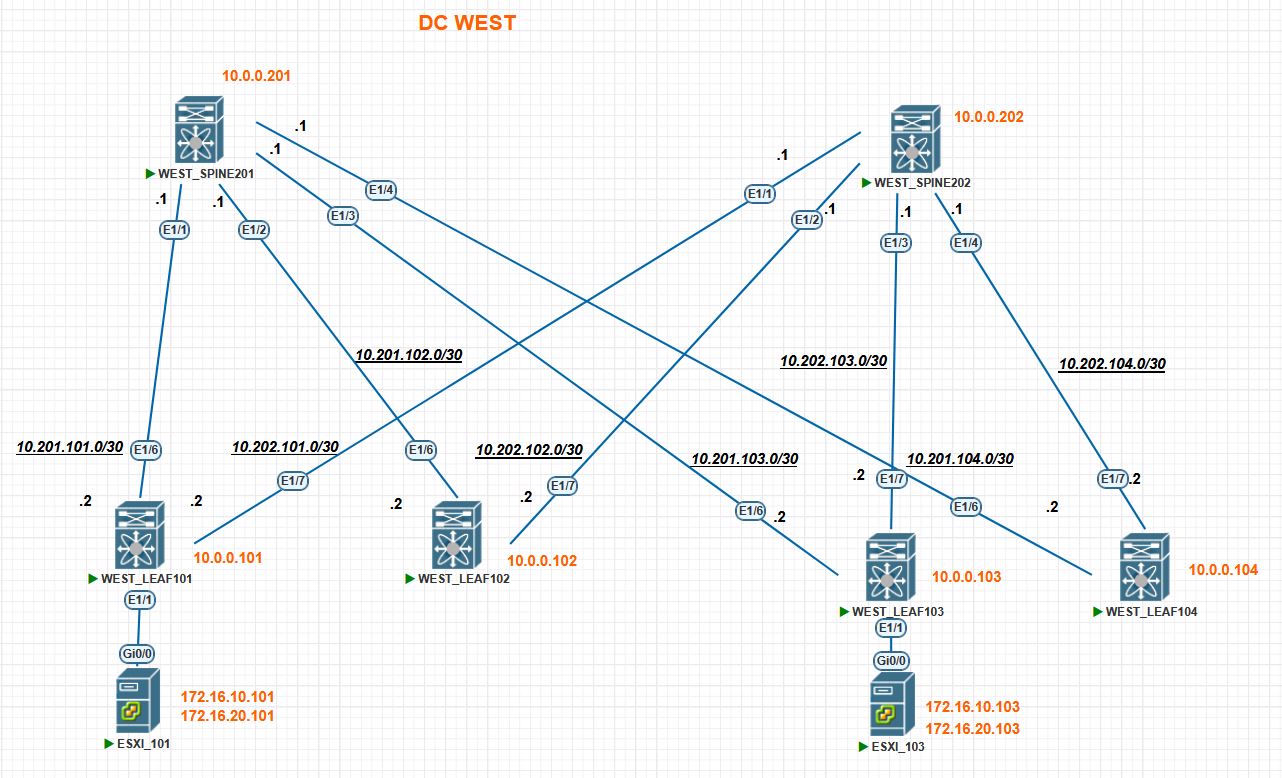 DC WEST
10.0.0.201
10.0.0.202
WEST_SPINE201
WEST_SPINE202
.1
.1
.1
.1
.1
.1
.1
.1
E1/1
E1/2
E1/3
E1/4
E1/1
E1/2
E1/3
E1/4
10.201.102.0/30
10.202.103.0/30
10.202.104.0/30
10.201.101.0/30
E1/6
10.202.101.0/30
E1/6
10.202.102.0/30
10.201.103.0/30
10.201.104.0/30
E1/7
E1/7
E1/7
E1/7
E1/6
E1/6
.2
.2
.2
.2
.2
.2
.2
.2
10.0.0.101
10.0.0.102
10.0.0.103
10.0.0.104
WEST_LEAF101
WEST_LEAF102
WEST_LEAF103
WEST_LEAF104
E1/1
E1/1
Gi0/0
Gi0/0
172.16.10.101
172.16.20.101
172.16.10.103
172.16.20.103
ESXI_101
ESXI_103